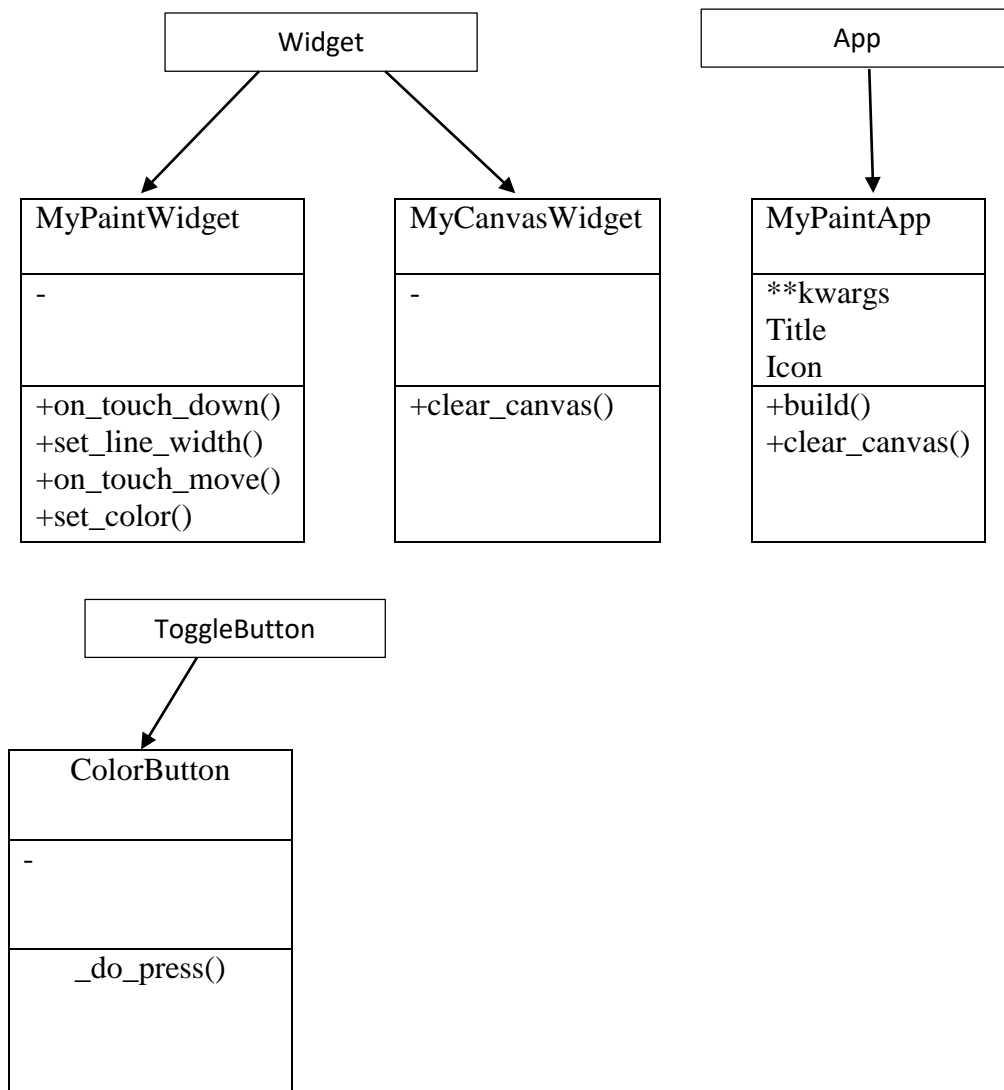 Widget
App
MyPaintWidget
-
+on_touch_down()
+set_line_width()
+on_touch_move()
+set_color()
MyCanvasWidget
-
+clear_canvas()
MyPaintApp
**kwargs
Title
Icon
+build()
+clear_canvas()
ToggleButton
ColorButton
-
_do_press()